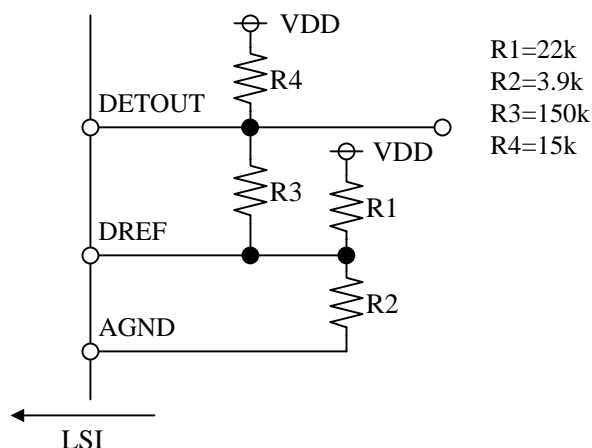 VDD
R4
DETOUT
VDD
R3
R1
DREF
R2
AGND
LSI
R1=22k
R2=3.9k
R3=150k
R4=15k